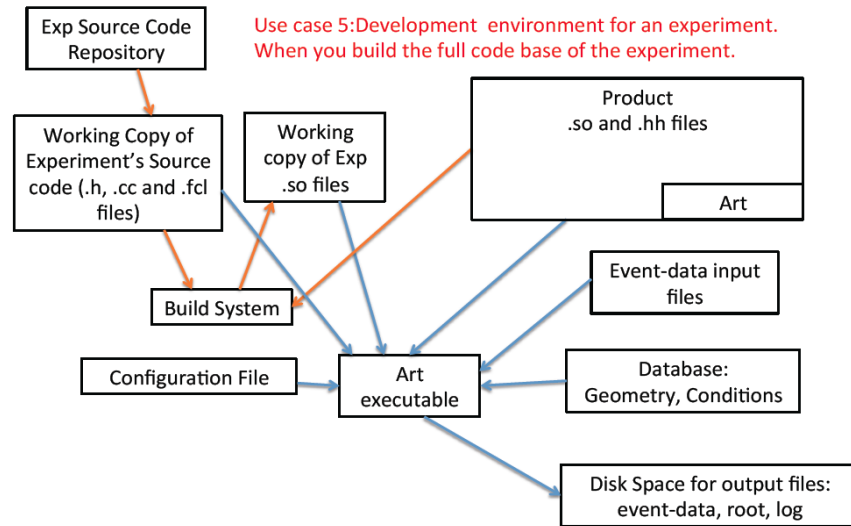 Exp Source Code
Repository
Use case 5:Development  environment for an experiment.
When you build the full code base of the experiment.
Working Copy of
Experiment's Source
code (.h, .cc and .fcl
files)
Working
copy of Exp
.so files
Product
.so and .hh files
Art
Build System
Event-data input
files
Configuration File
Art
executable
Database:
Geometry, Conditions
Disk Space for output files:
event-data, root, log